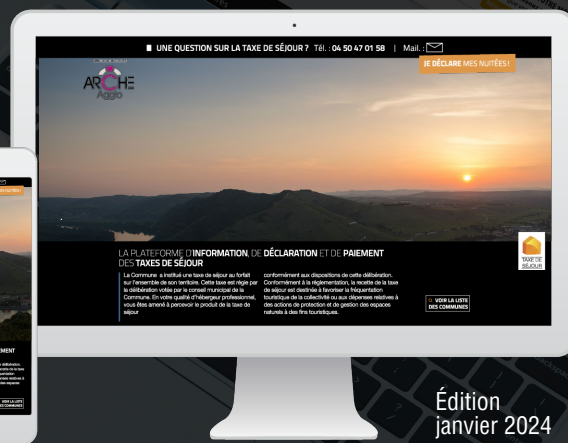 UNE QUESTION SUR LA TAXE DE SÉJOUR ? Tél. : 04 50 47 01 58 | Mail. :
JE DÉCLARE MES NUITÉES !
ARCHE
Agglo
LA PLATEFORME D'INFORMATION, DE DÉCLARATION ET DE PAIEMENT
DES TAXES DE SÉJOUR
La Commune a institué une taxe de séjour au forfait
sur l'ensemble de son territoire. Cette taxe est régie par
la délibération votée par le conseil municipal de la
Commune. En votre qualité d'hébergeur professionnel,
vous êtes amené à percevoir le produit de la taxe de
séjour
conformément aux dispositions de cette délibération.
Conformément à la réglementation, la recette de la taxe
de séjour est destinée à favoriser la fréquentation
touristique de la collectivité ou aux dépenses relatives à
des actions de protection et de gestion des espaces
naturels à des fins touristiques.
TAXE DE
SÉJOUR
VOIR LA LISTE
DES COMMUNES
Édition
janvier 2024